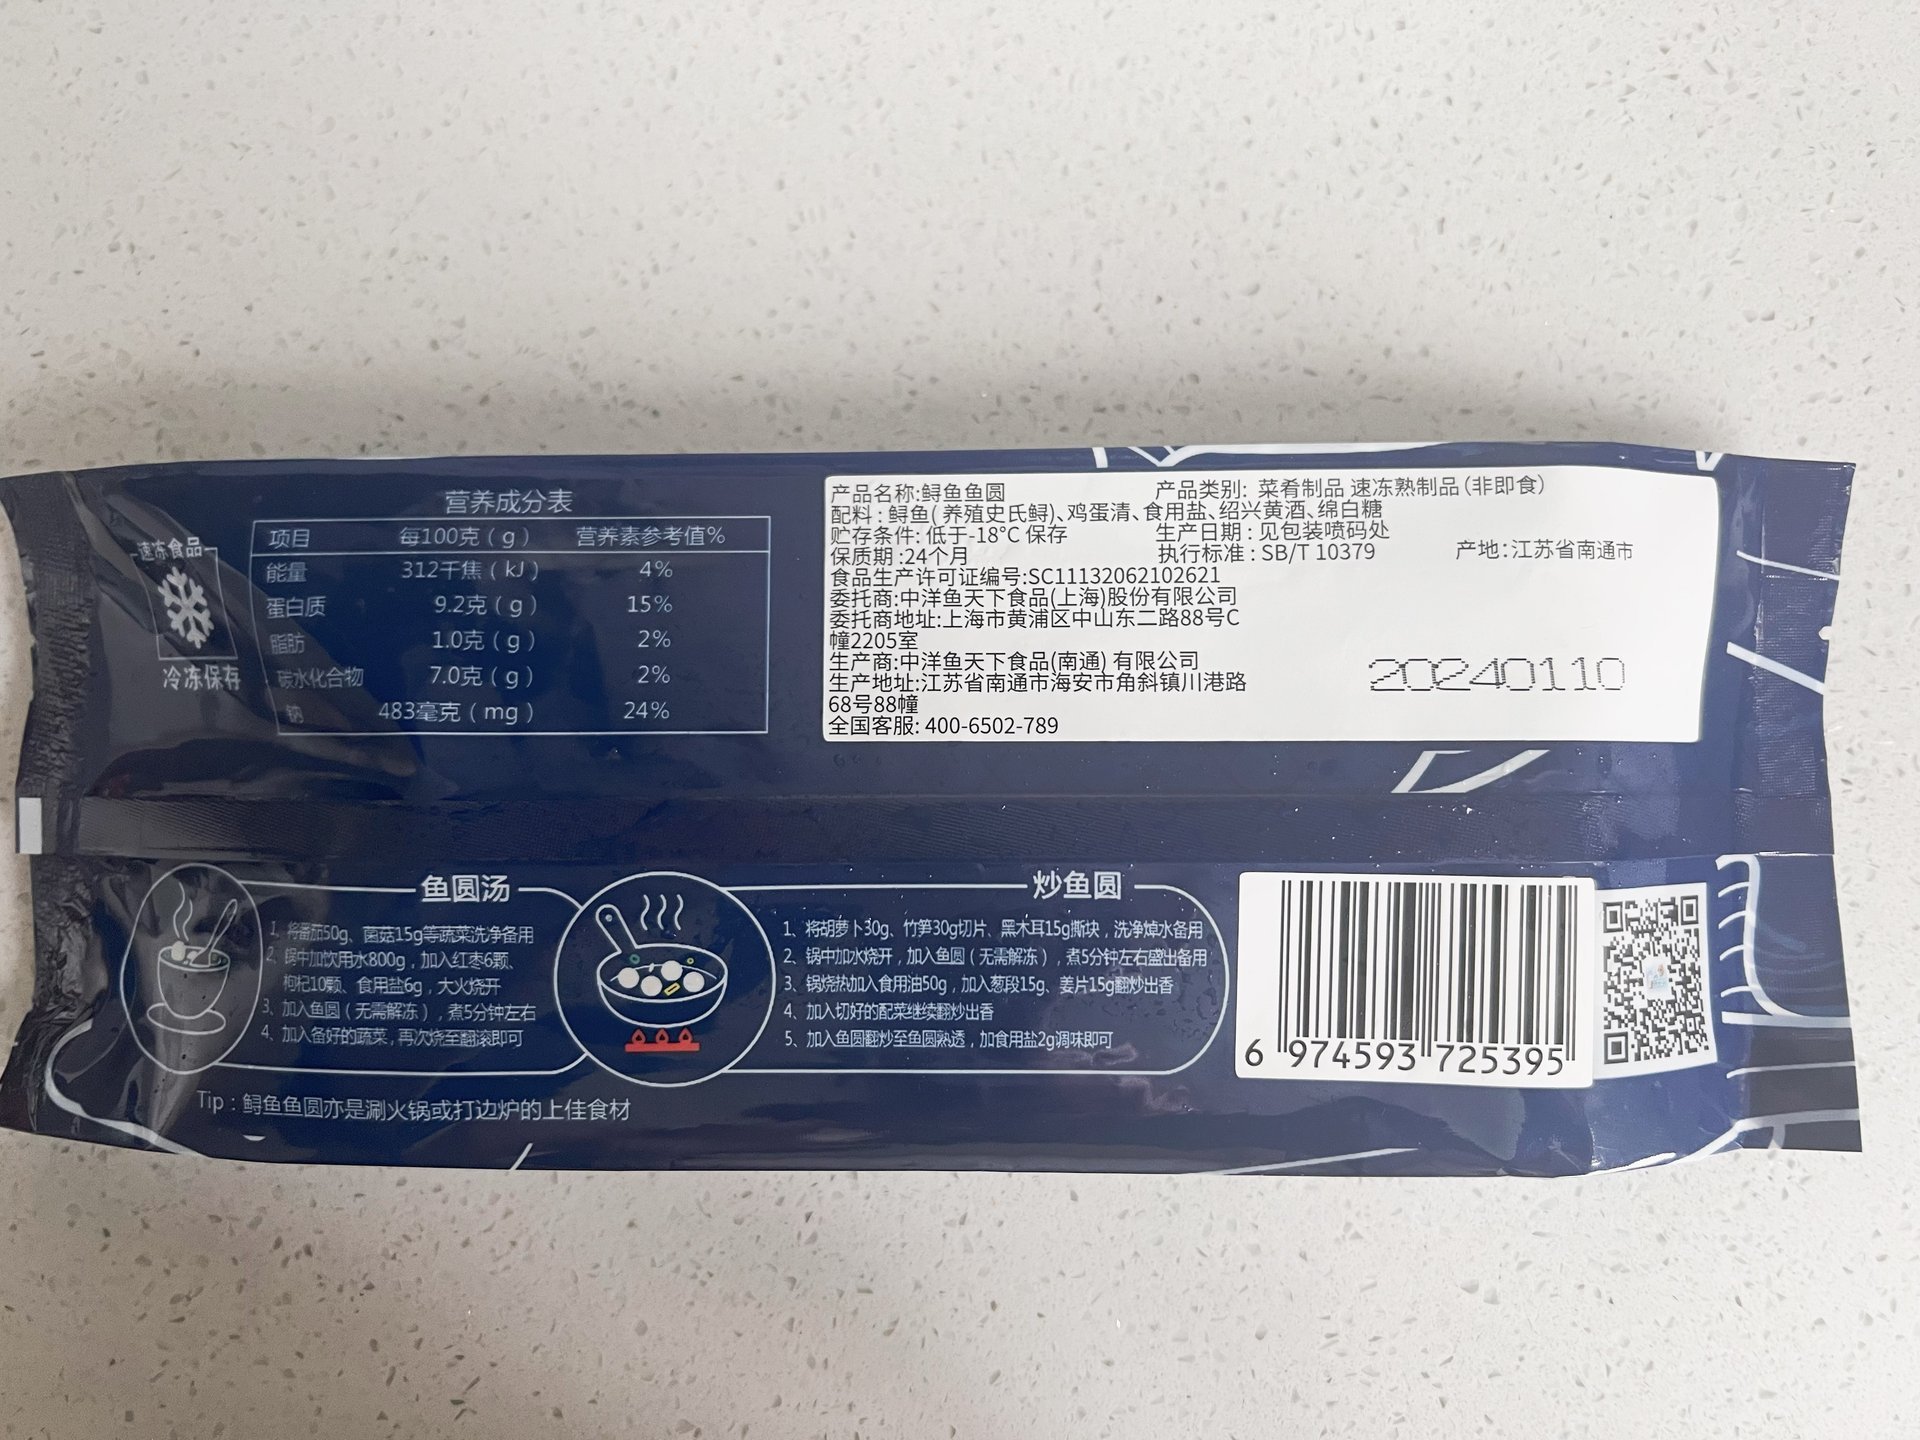 营养成分表
项目 每100克（g） 营养素参考值%
能量 312千焦（kJ） 4%
蛋白质 9.2克（g） 15%
脂肪 1.0克（g） 2%
碳水化合物 7.0克（g） 2%
钠 483毫克（mg） 24%
速冻食品
冷冻保存
产品名称:鲟鱼鱼圆 产品类别: 菜肴制品 速冻熟制品(非即食)
配料: 鲟鱼( 养殖史氏鲟)、鸡蛋清、食用盐、绍兴黄酒、绵白糖
贮存条件: 低于-18°C 保存 生产日期: 见包装喷码处
保质期:24个月 执行标准: SB/T 10379 产地:江苏省南通市
食品生产许可证编号:SC11132062102621
委托商:中洋鱼天下食品(上海)股份有限公司
委托商地址:上海市黄浦区中山东二路88号C
幢2205室
生产商:中洋鱼天下食品(南通) 有限公司
生产地址:江苏省南通市海安市角斜镇川港路
68号88幢
全国客服: 400-6502-789
20240110
鱼圆汤
1、将番茄50g、菌菇15g等蔬菜洗净备用
2、锅中加饮用水800g，加入红枣6颗、
枸杞10颗、食用盐6g，大火烧开
3、加入鱼圆（无需解冻），煮5分钟左右
4、加入备好的蔬菜，再次烧至翻滚即可
炒鱼圆
1、将胡萝卜30g、竹笋30g切片、黑木耳15g撕块，洗净焯水备用
2、锅中加水烧开，加入鱼圆（无需解冻），煮5分钟左右盛出备用
3、锅烧热加入食用油50g，加入葱段15g、姜片15g翻炒出香
4、加入切好的配菜继续翻炒出香
5、加入鱼圆翻炒至鱼圆熟透，加食用盐2g调味即可
Tip：鲟鱼鱼圆亦是涮火锅或打边炉的上佳食材
6 974593 725395